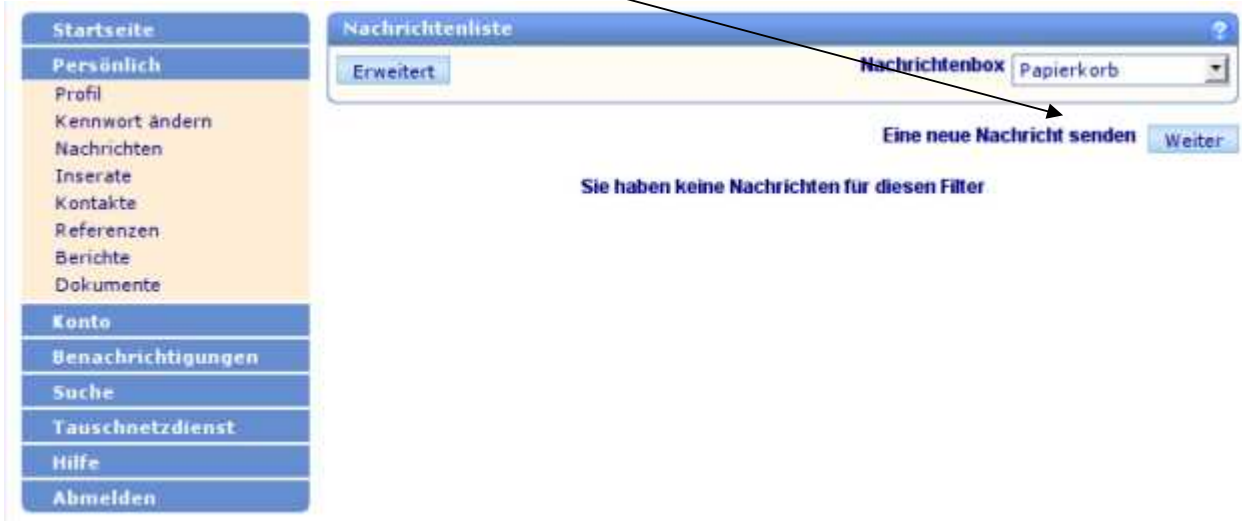 Startseite
Persönlich
Profil
Kennwort ändern
Nachrichten
Inserate
Kontakte
Referenzen
Berichte
Dokumente
Konto
Benachrichtigungen
Suche
Tauschnetzdienst
Hilfe
Abmelden
Nachrichtenliste ?
Erweitert Nachrichtenbox Papierkorb
Eine neue Nachricht senden Weiter
Sie haben keine Nachrichten für diesen Filter